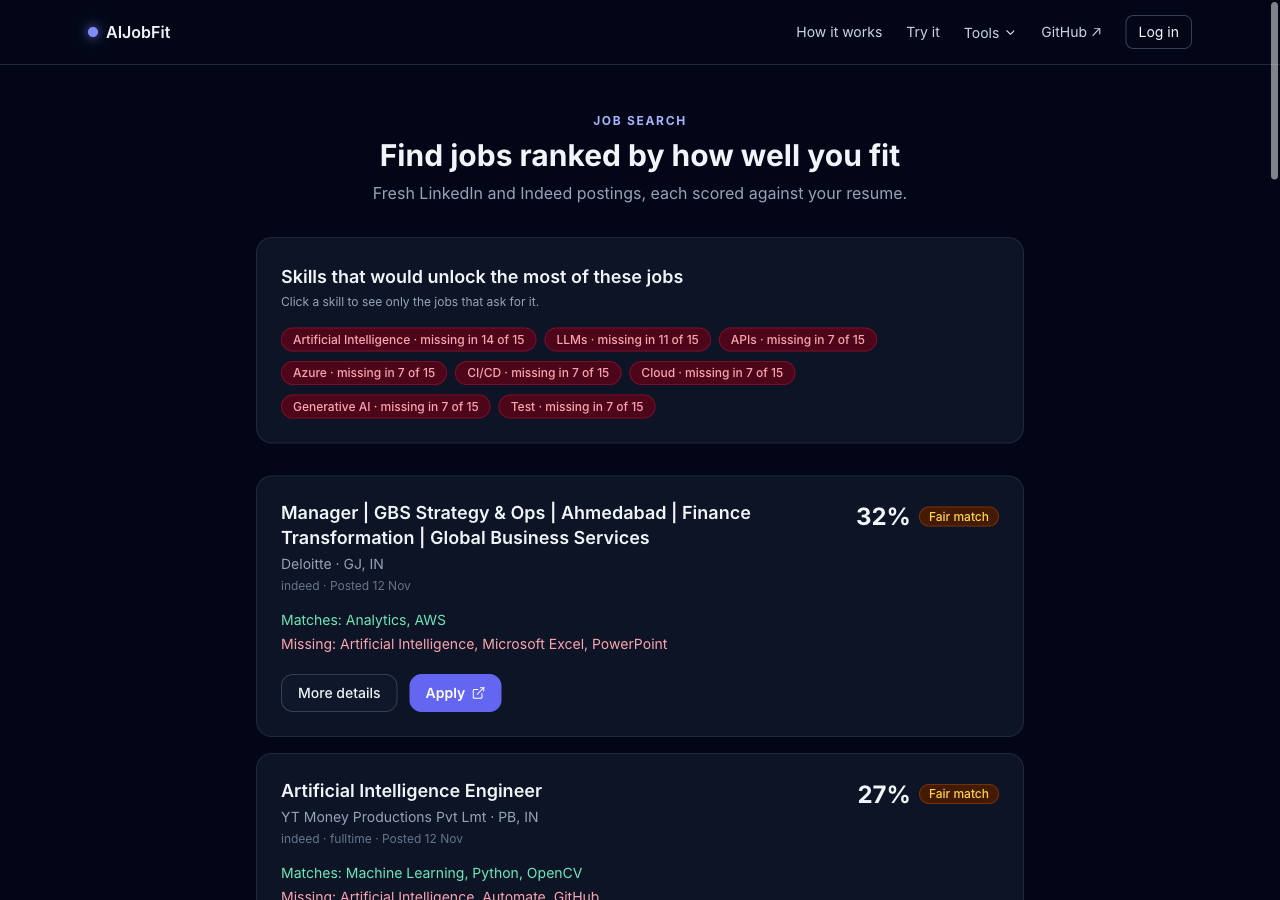 AIJobFit
How it works
Try it
Tools
GitHub ↗
Log in
JOB SEARCH
Find jobs ranked by how well you fit
Fresh LinkedIn and Indeed postings, each scored against your resume.
Skills that would unlock the most of these jobs
Click a skill to see only the jobs that ask for it.
Artificial Intelligence · missing in 14 of 15
LLMs · missing in 11 of 15
APIs · missing in 7 of 15
Azure · missing in 7 of 15
CI/CD · missing in 7 of 15
Cloud · missing in 7 of 15
Generative AI · missing in 7 of 15
Test · missing in 7 of 15
Manager | GBS Strategy & Ops | Ahmedabad | Finance
Transformation | Global Business Services
32%
Fair match
Deloitte · GJ, IN
indeed · Posted 12 Nov
Matches: Analytics, AWS
Missing: Artificial Intelligence, Microsoft Excel, PowerPoint
More details
Apply
Artificial Intelligence Engineer
27%
Fair match
YT Money Productions Pvt Lmt · PB, IN
indeed · fulltime · Posted 12 Nov
Matches: Machine Learning, Python, OpenCV
Missing: Artificial Intelligence, Automate, GitHub